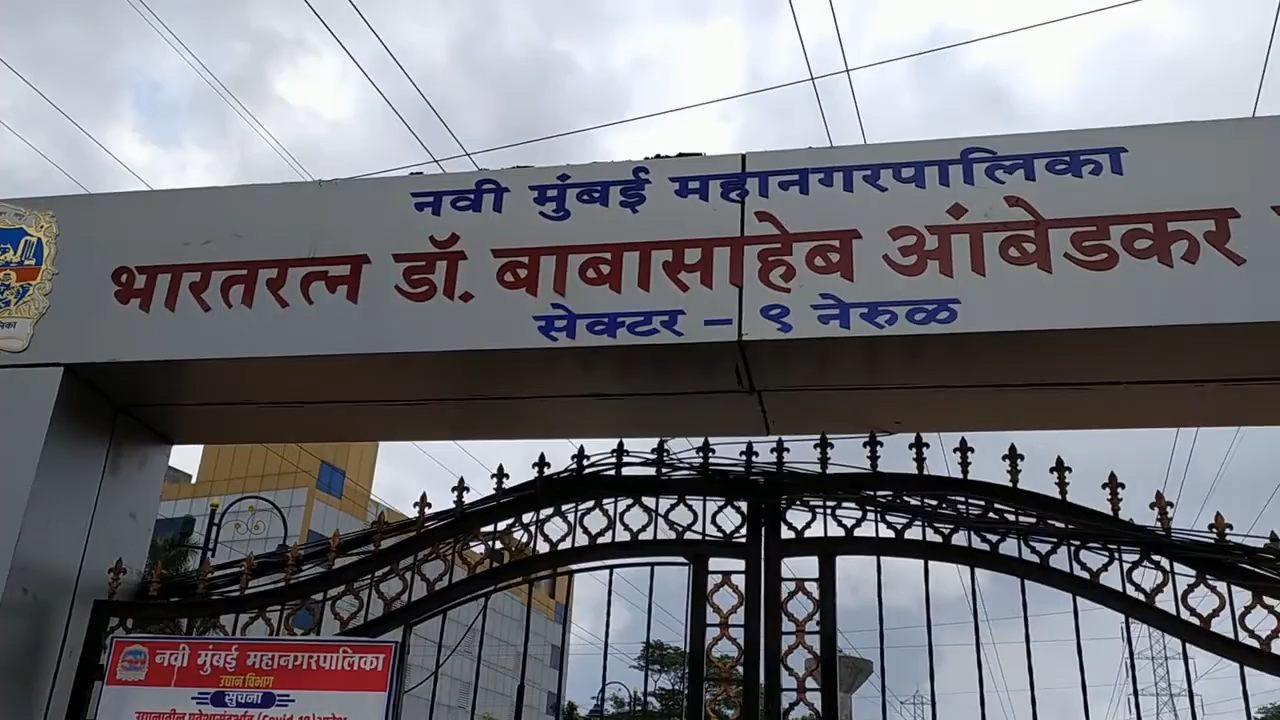 नवी मुंबई महानगरपालिका
भारतरत्न डॉ. बाबासाहेब आंबेडकर
सेक्टर – ९ नेरुळ
नवी मुंबई महानगरपालिका
उद्यान विभाग
सुचना